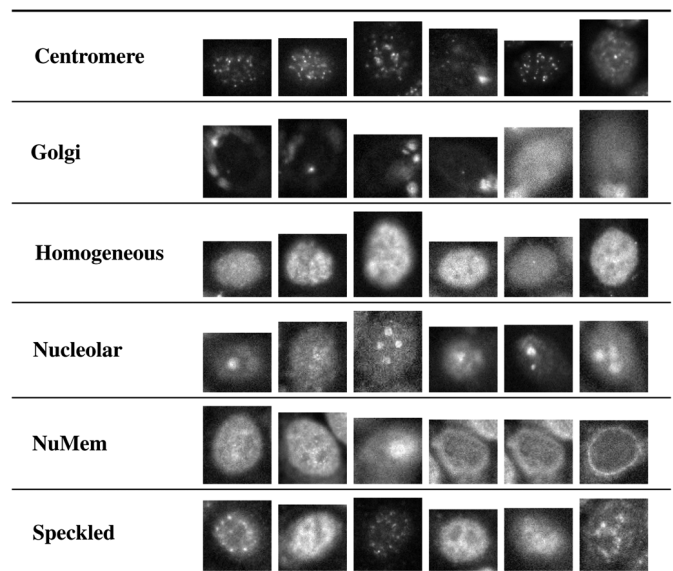 Centromere
Golgi
Homogeneous
Nucleolar
NuMem
Speckled